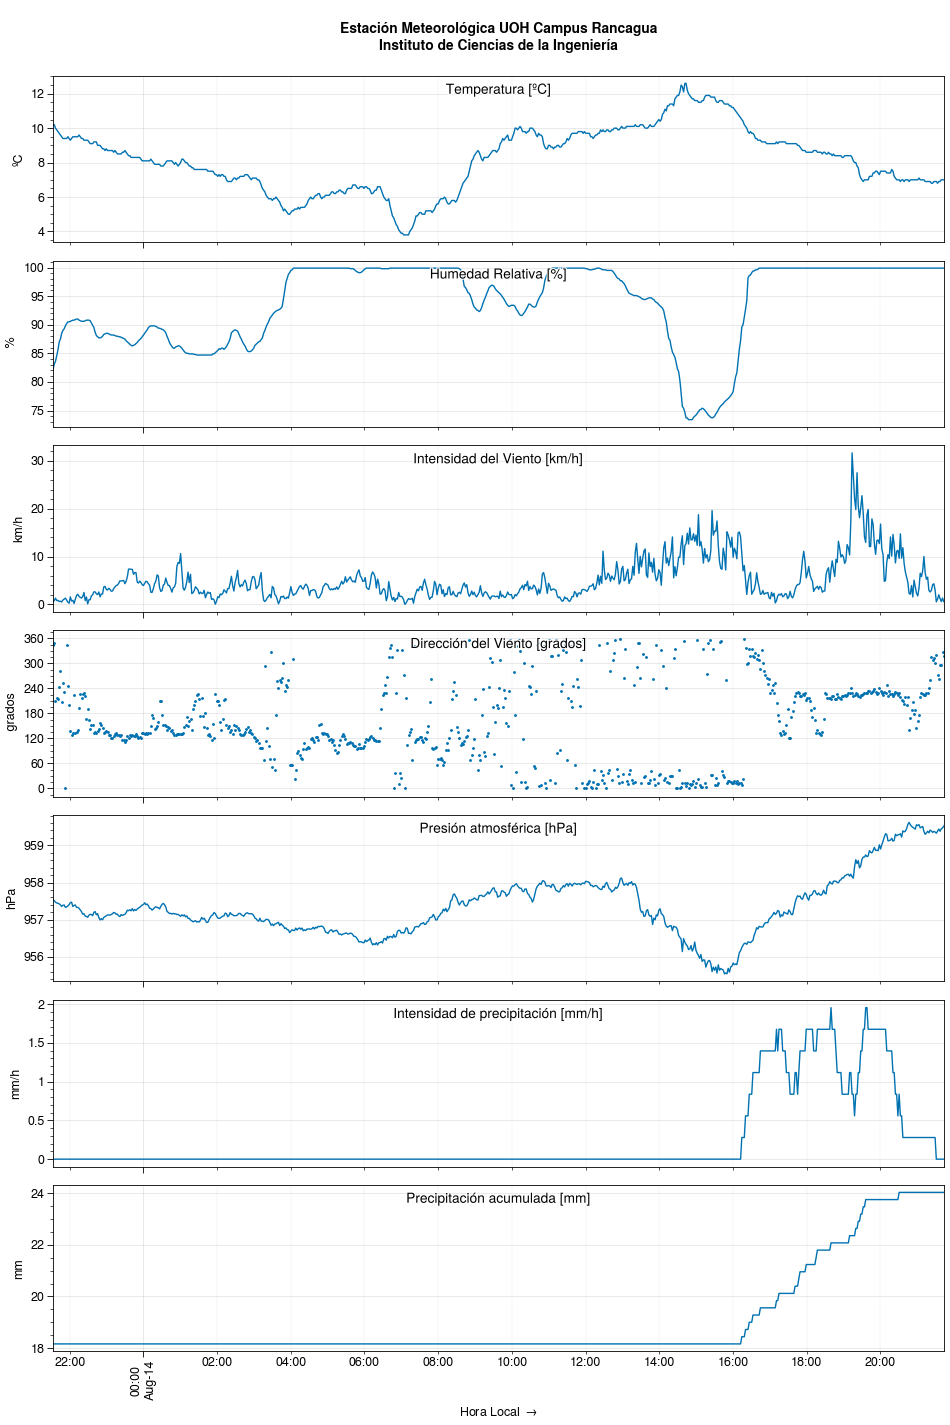 Estación Meteorológica UOH Campus Rancagua
Instituto de Ciencias de la Ingeniería
Temperatura [ºC]
ºC
12
10
8
6
4
Humedad Relativa [%]
%
100
95
90
85
80
75
Intensidad del Viento [km/h]
km/h
30
20
10
0
Dirección del Viento [grados]
grados
360
300
240
180
120
60
0
Presión atmosférica [hPa]
hPa
959
958
957
956
Intensidad de precipitación [mm/h]
mm/h
2
1.5
1
0.5
0
Precipitación acumulada [mm]
mm
24
22
20
18
22:00
00:00
Aug-14
02:00
04:00
06:00
08:00
10:00
12:00
14:00
16:00
18:00
20:00
Hora Local →